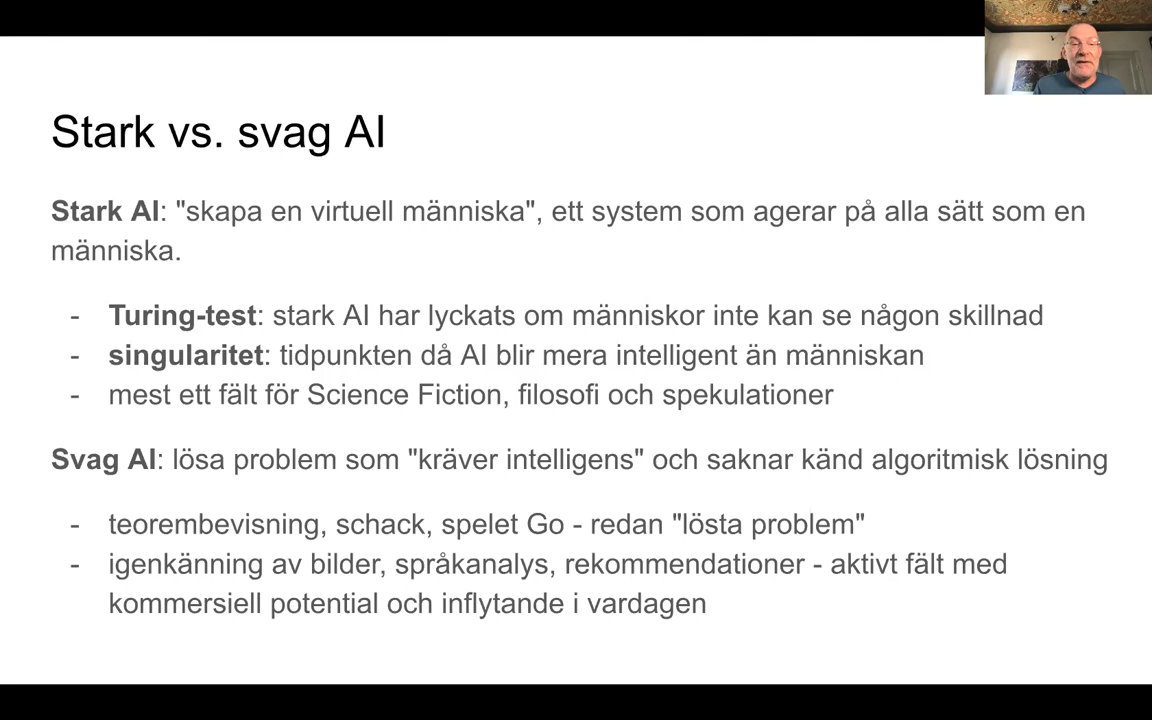 Stark vs. svag AI
Stark AI: "skapa en virtuell människa", ett system som agerar på alla sätt som en
människa.
- Turing-test: stark AI har lyckats om människor inte kan se någon skillnad
- singularitet: tidpunkten då AI blir mera intelligent än människan
- mest ett fält för Science Fiction, filosofi och spekulationer
Svag AI: lösa problem som "kräver intelligens" och saknar känd algoritmisk lösning
- teorembevisning, schack, spelet Go - redan "lösta problem"
- igenkänning av bilder, språkanalys, rekommendationer - aktivt fält med
kommersiell potential och inflytande i vardagen